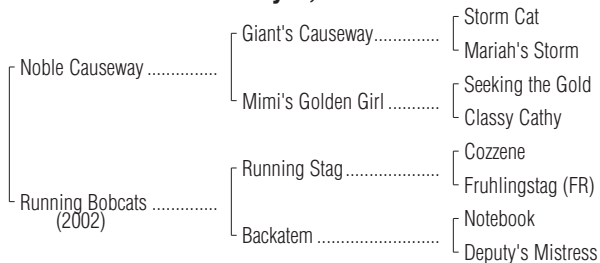 Storm Cat
Giant's Causeway...............
Mariah's Storm
Noble Causeway ...............
Seeking the Gold
Mimi's Golden Girl ...........
Classy Cathy
Cozzene
Running Stag.....................
Fruhlingstag (FR)
Running Bobcats ..............
(2002)
Notebook
Backatem ...........................
Deputy's Mistress